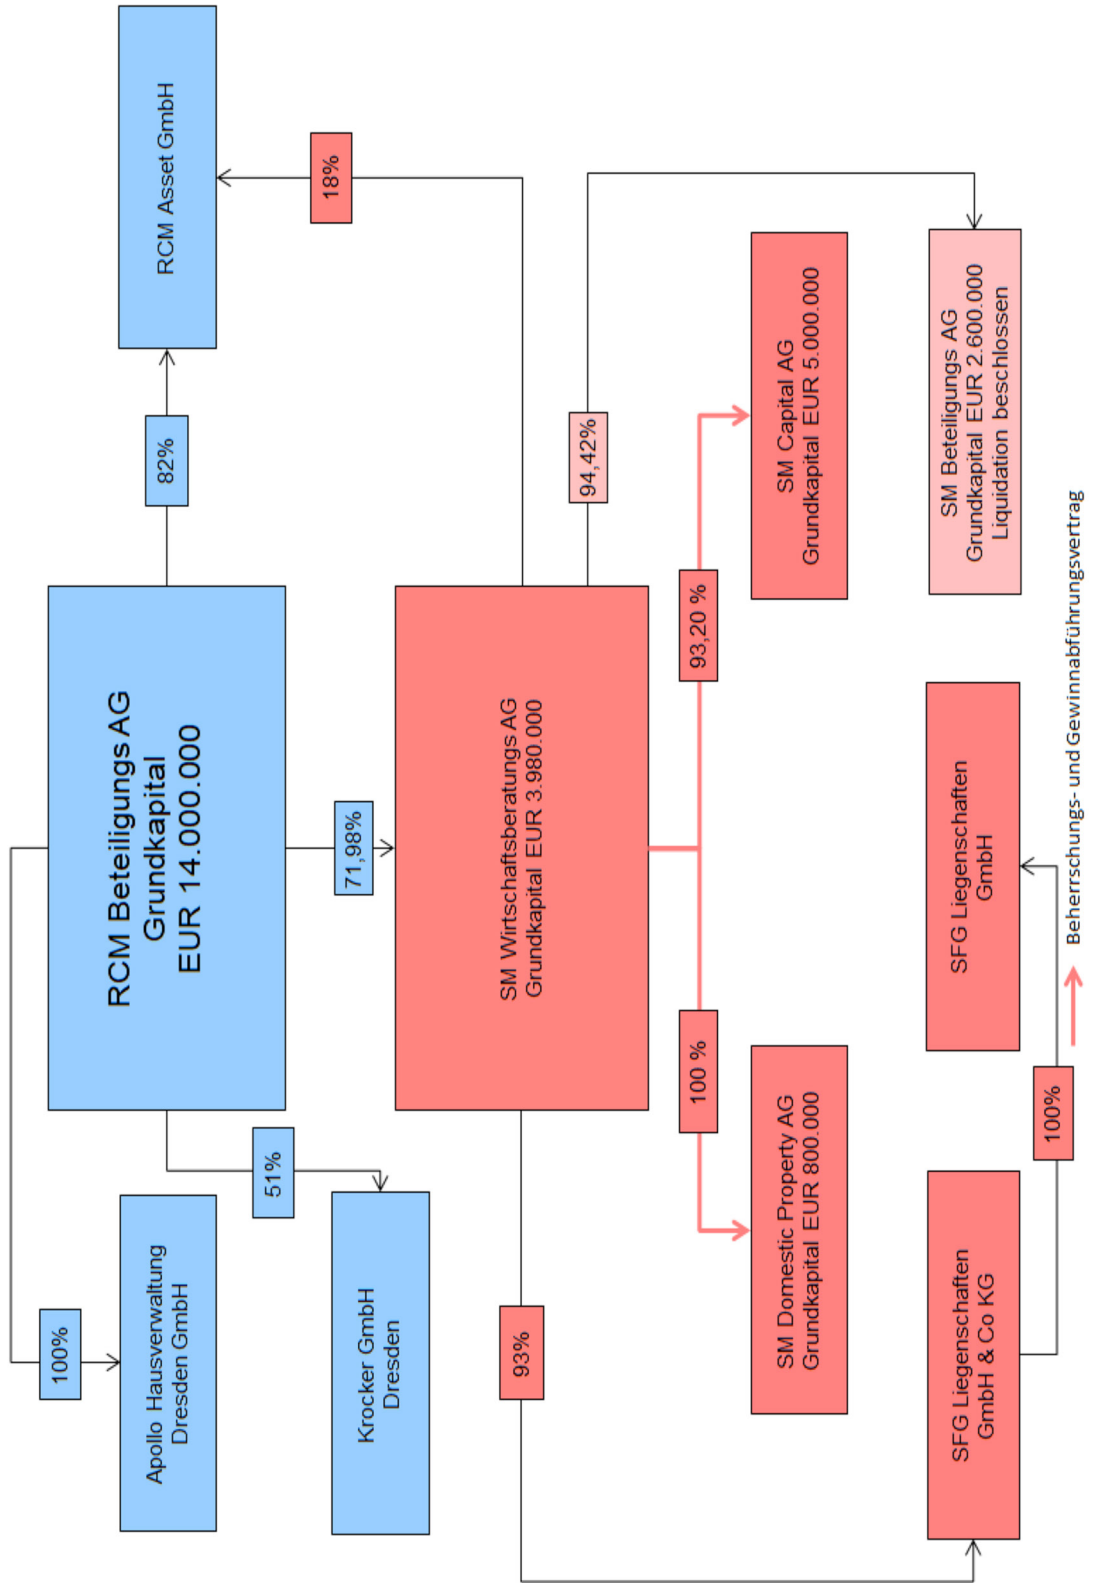 RCM Beteiligungs AG
Grundkapital
EUR 14.000.000
100%
Apollo Hausverwaltung
Dresden GmbH
51%
Krocker GmbH
Dresden
82%
RCM Asset GmbH
18%
71,98%
SM Wirtschaftsberatungs AG
Grundkapital EUR 3.980.000
93%
100 %
93,20 %
94,42%
SM Domestic Property AG
Grundkapital EUR 800.000
SM Capital AG
Grundkapital EUR 5.000.000
SFG Liegenschaften
GmbH & Co KG
100%
SFG Liegenschaften
GmbH
SM Beteiligungs AG
Grundkapital EUR 2.600.000
Liquidation beschlossen
Beherrschungs- und Gewinnabführungsvertrag